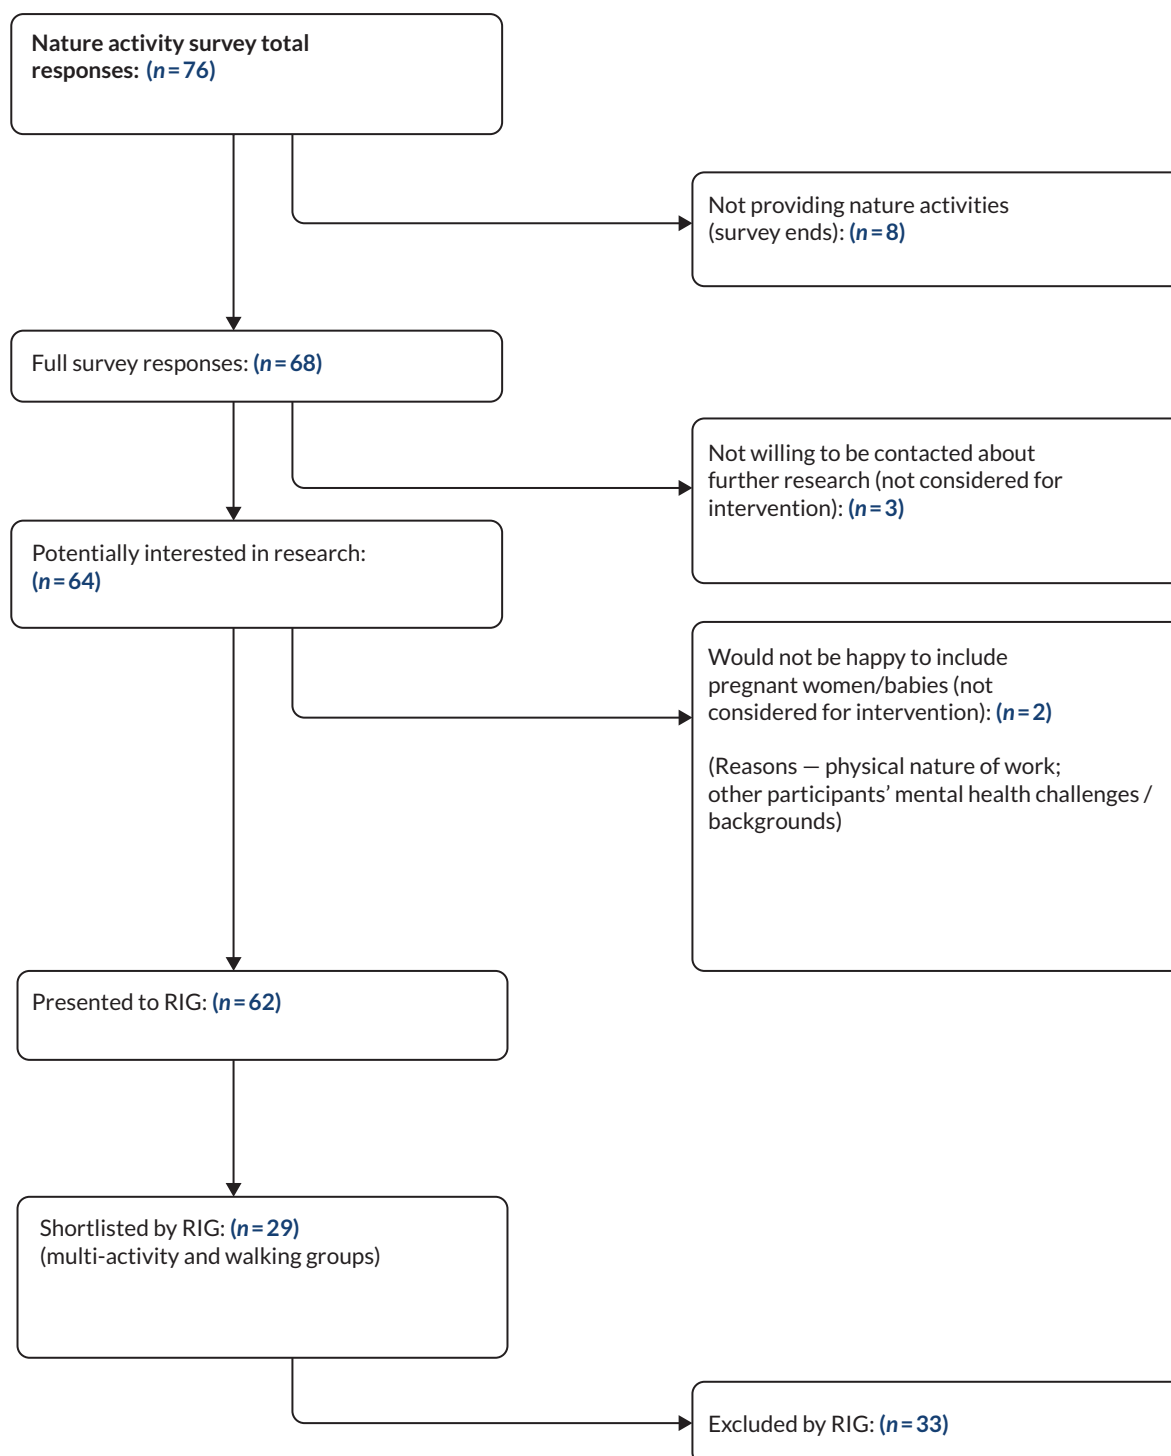 Nature activity survey total
responses: (n=76)
Not providing nature activities
(survey ends): (n=8)
Full survey responses: (n=68)
Not willing to be contacted about
further research (not considered for
intervention): (n=3)
Potentially interested in research:
(n=64)
Would not be happy to include
pregnant women/babies (not
considered for intervention): (n=2)
(Reasons — physical nature of work;
other participants’ mental health challenges /
backgrounds)
Presented to RIG: (n=62)
Shortlisted by RIG: (n=29)
(multi-activity and walking groups)
Excluded by RIG: (n=33)